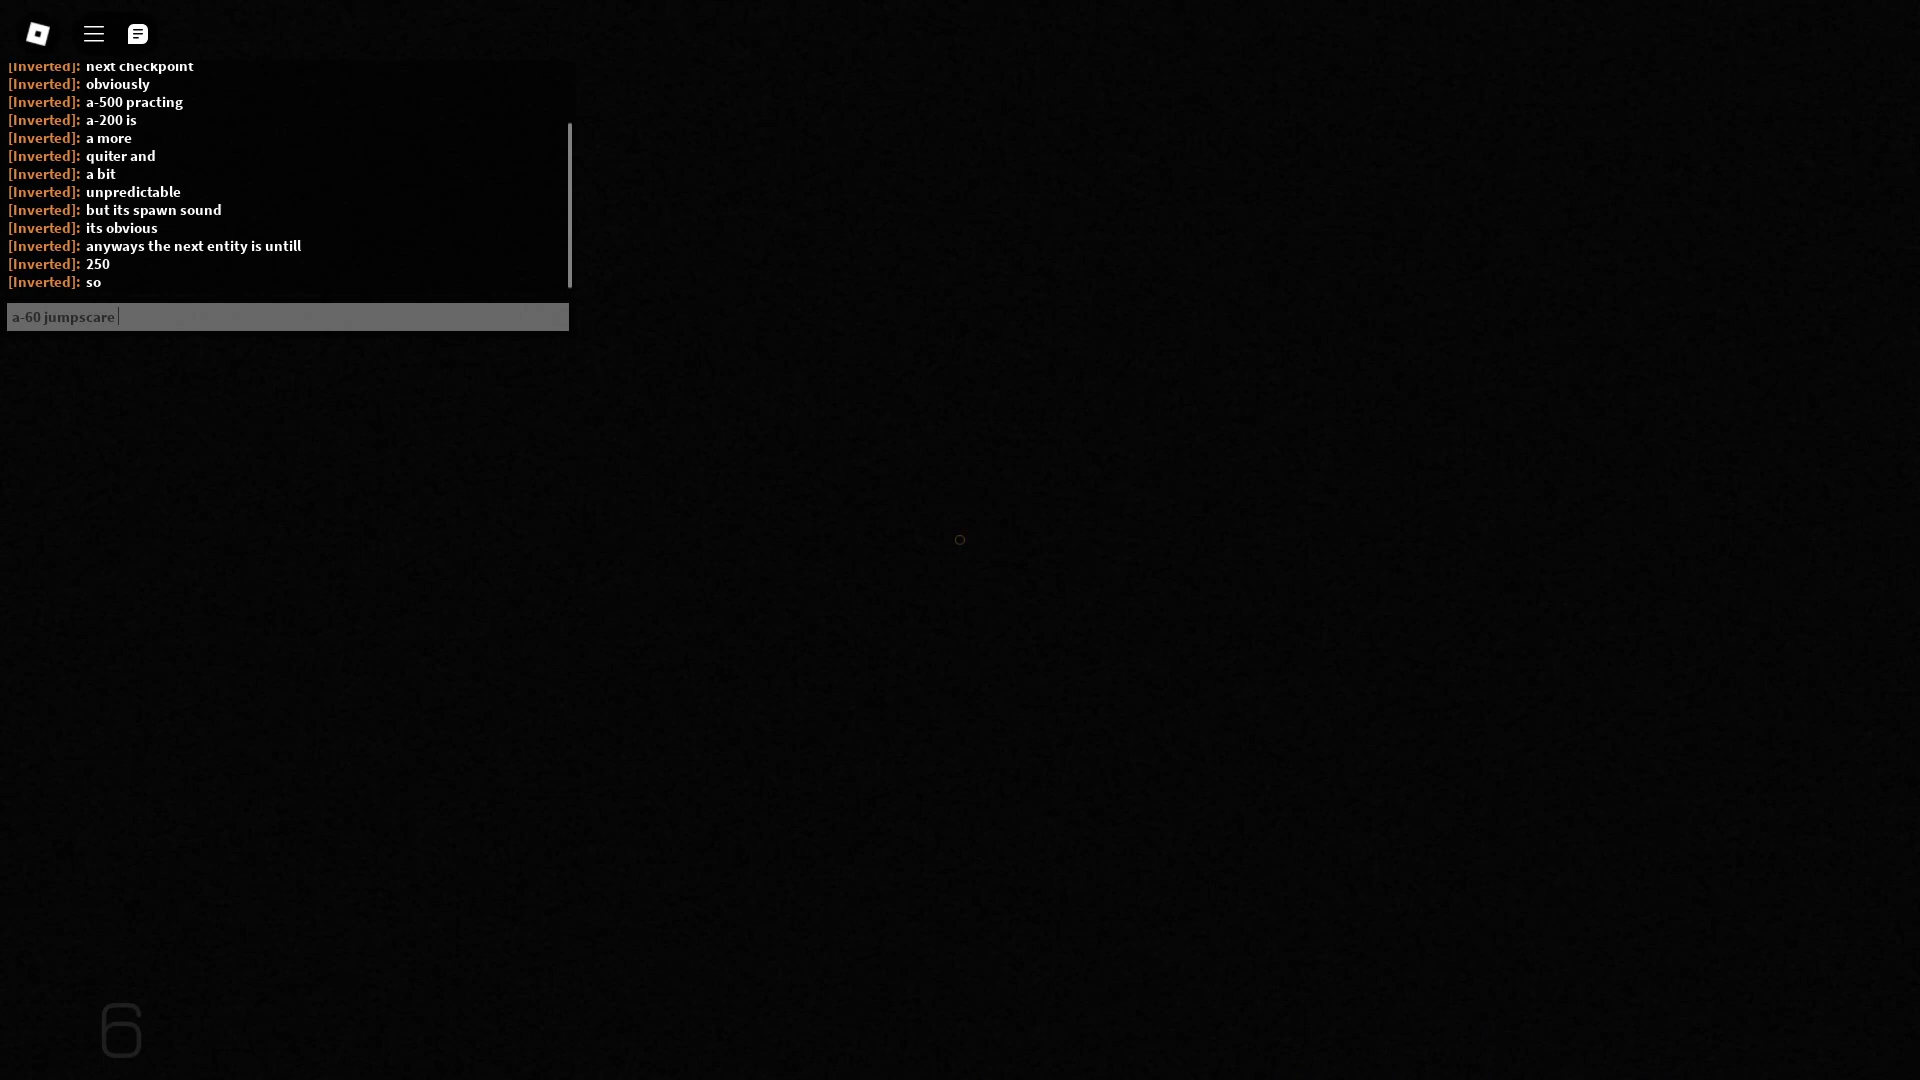 [Inverted]: next checkpoint
[Inverted]: obviously
[Inverted]: a-500 practing
[Inverted]: a-200 is
[Inverted]: a more
[Inverted]: quiter and
[Inverted]: a bit
[Inverted]: unpredictable
[Inverted]: but its spawn sound
[Inverted]: its obvious
[Inverted]: anyways the next entity is untill
[Inverted]: 250
[Inverted]: so
a-60 jumpscare
6